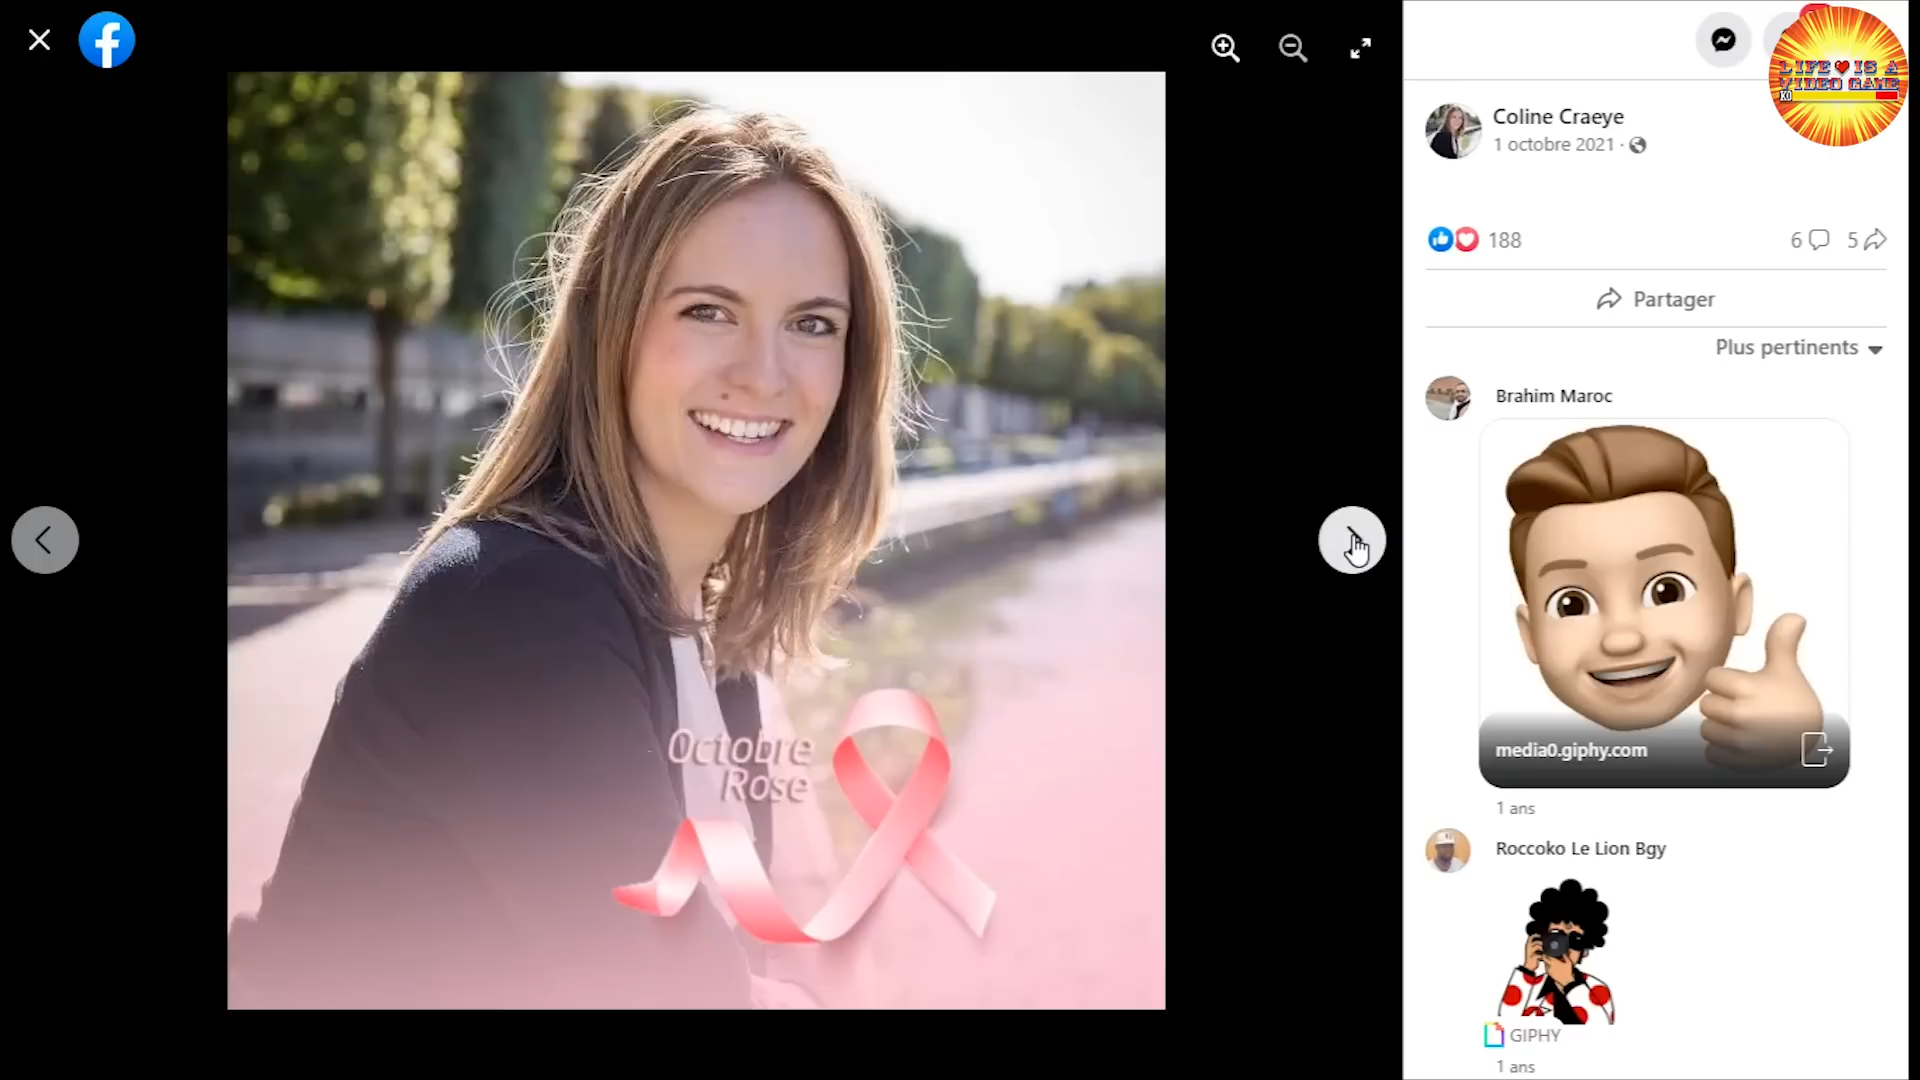 LIFE IS A
VIDEO GAME
KO
Coline Craeye
1 octobre 2021 ·
188
6
5
Partager
Plus pertinents
Brahim Maroc
media0.giphy.com
1 ans
Roccoko Le Lion Bgy
GIPHY
1 ans
Octobre
Rose